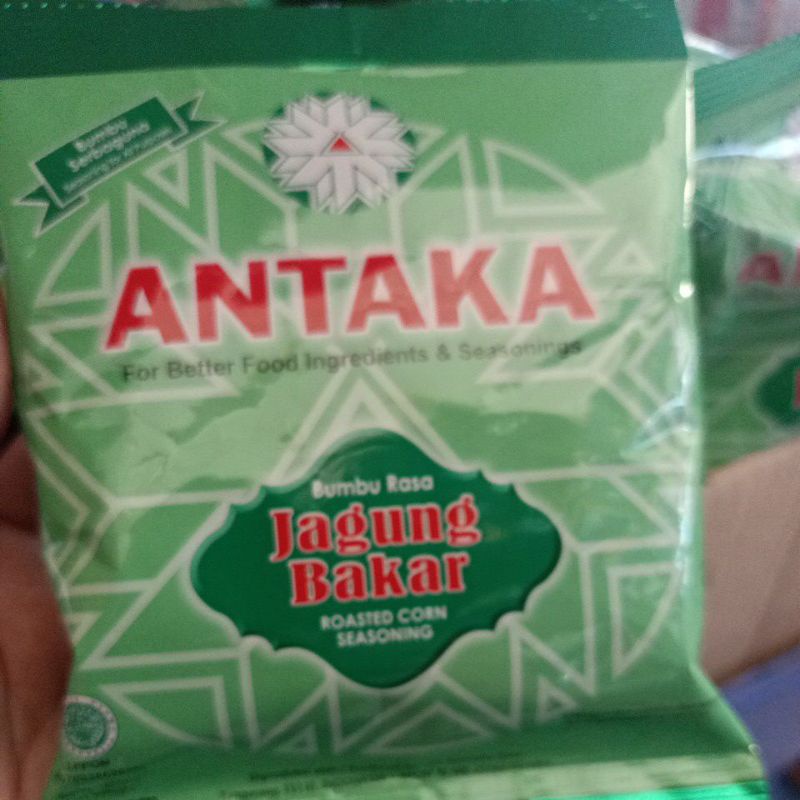 Bumbu
Serbaguna
ANTAKA
For Better Food Ingredients & Seasonings
Bumbu Rasa
Jagung
Bakar
ROASTED CORN
SEASONING